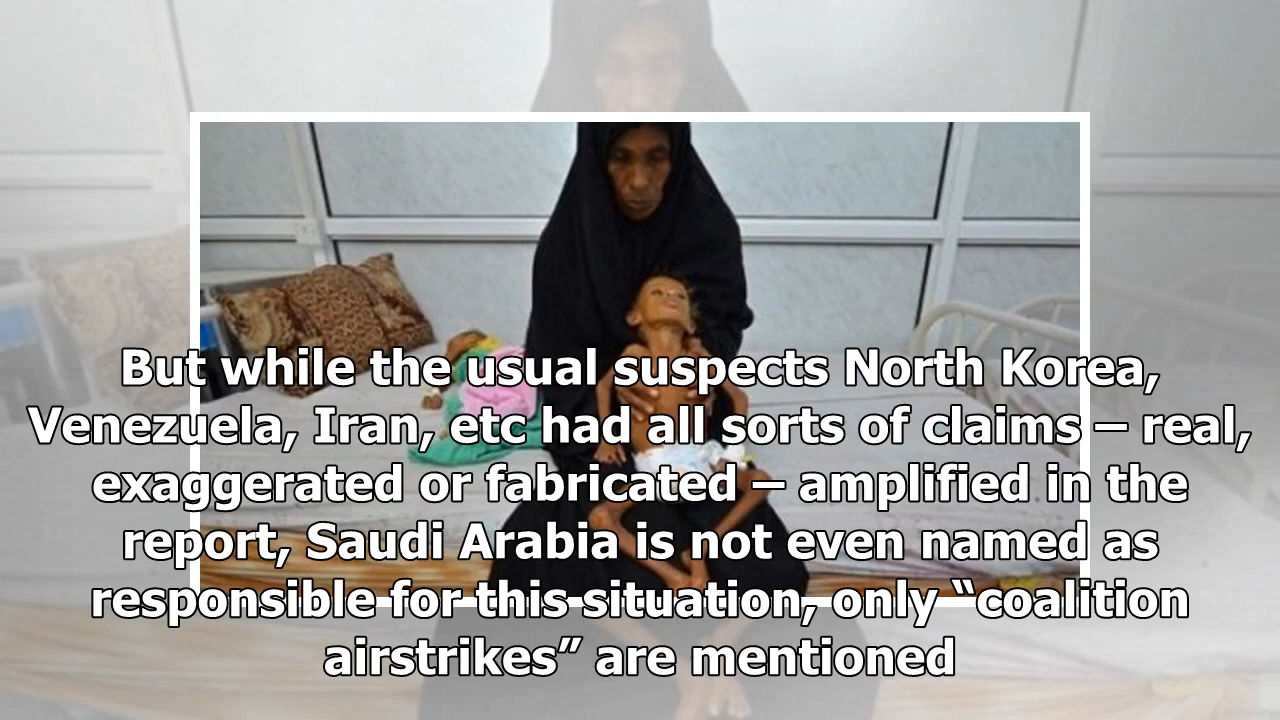 But while the usual suspects North Korea,
Venezuela, Iran, etc had all sorts of claims – real,
exaggerated or fabricated – amplified in the
report, Saudi Arabia is not even named as
responsible for this situation, only “coalition
airstrikes” are mentioned